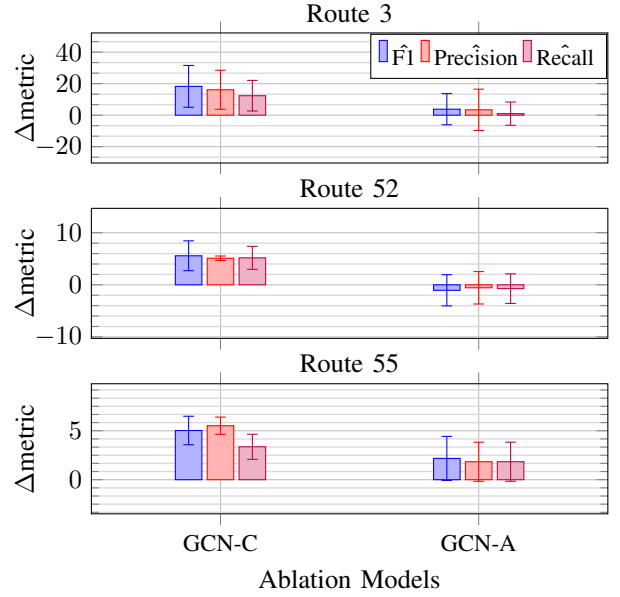 Route 3
F̂1 Precîsion Recâll
40
20
0
−20
Δmetric
Route 52
10
0
−10
Δmetric
Route 55
5
0
Δmetric
GCN-C GCN-A
Ablation Models